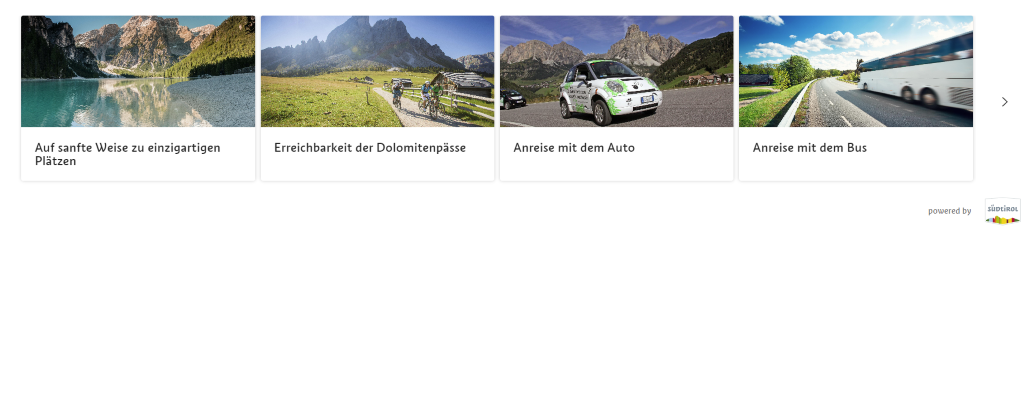 Auf sanfte Weise zu einzigartigen
Plätzen
Erreichbarkeit der Dolomitenpässe
Anreise mit dem Auto
Anreise mit dem Bus
powered by
SÜDTIROL